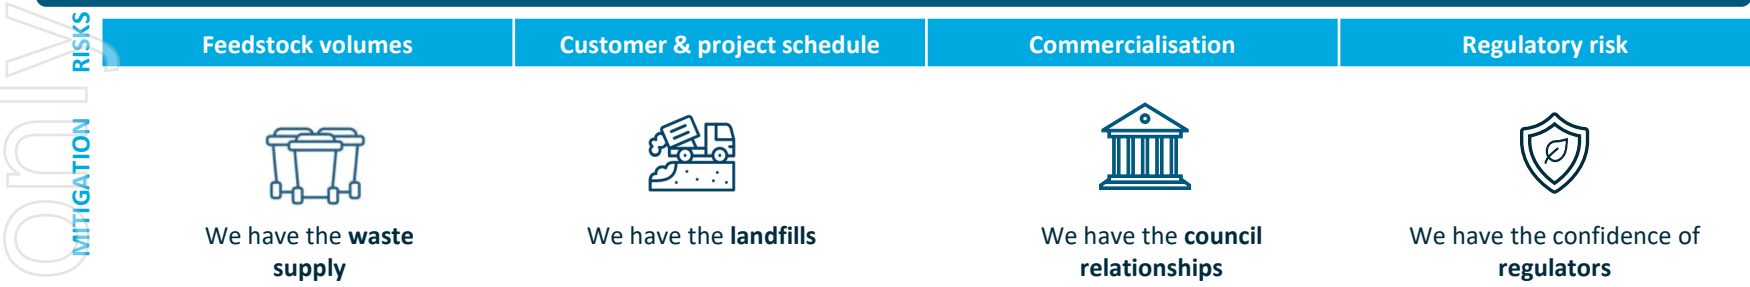 RISKS
Feedstock volumes
Customer & project schedule
Commercialisation
Regulatory risk
MITIGATION
We have the waste
supply
We have the landfills
We have the council
relationships
We have the confidence of
regulators
only